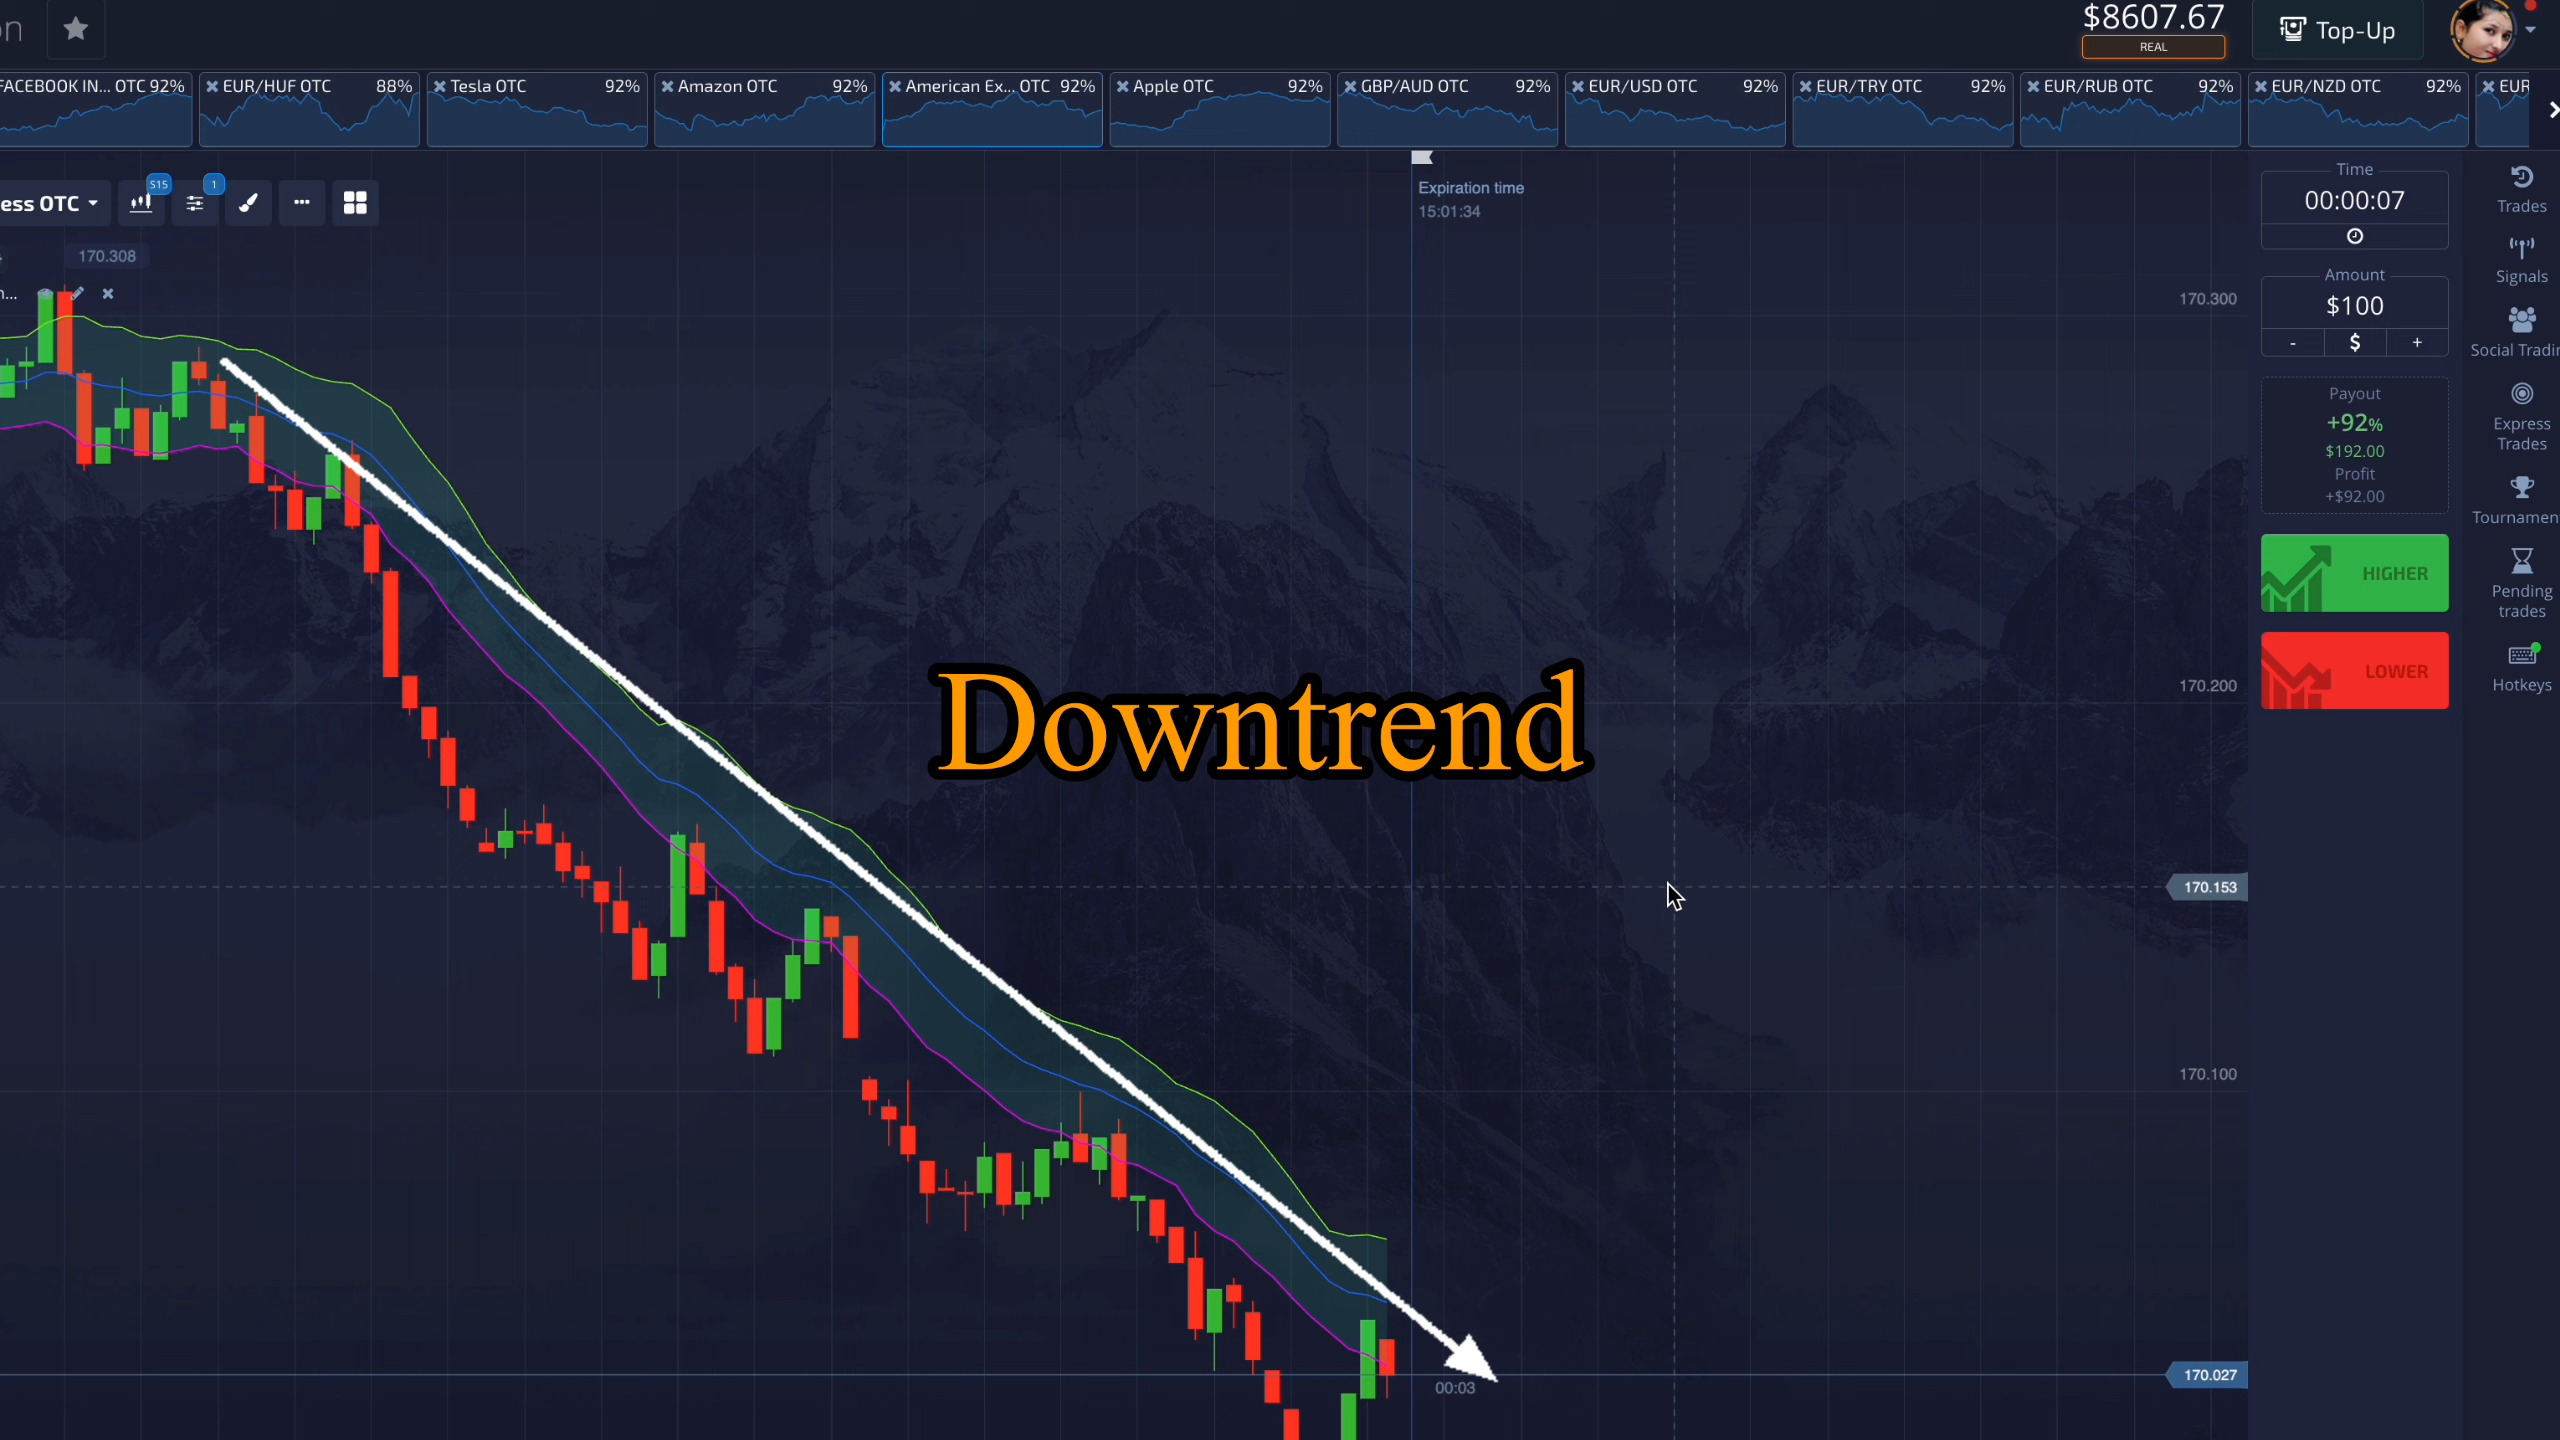 on
$8607.67
REAL
Top-Up
FACEBOOK IN... OTC 92%
EUR/HUF OTC 88%
Tesla OTC 92%
Amazon OTC 92%
American Ex... OTC 92%
Apple OTC 92%
GBP/AUD OTC 92%
EUR/USD OTC 92%
EUR/TRY OTC 92%
EUR/RUB OTC 92%
EUR/NZD OTC 92%
EUR
ess OTC
S15
1
170.308
n...
Expiration time
15:01:34
170.300
170.200
170.153
170.100
170.027
00:03
Downtrend
Time
00:00:07
Amount
$100
- $ +
Payout
+92%
$192.00
Profit
+$92.00
HIGHER
LOWER
Trades
Signals
Social Tradin
Express
Trades
Tournamen
Pending
trades
Hotkeys